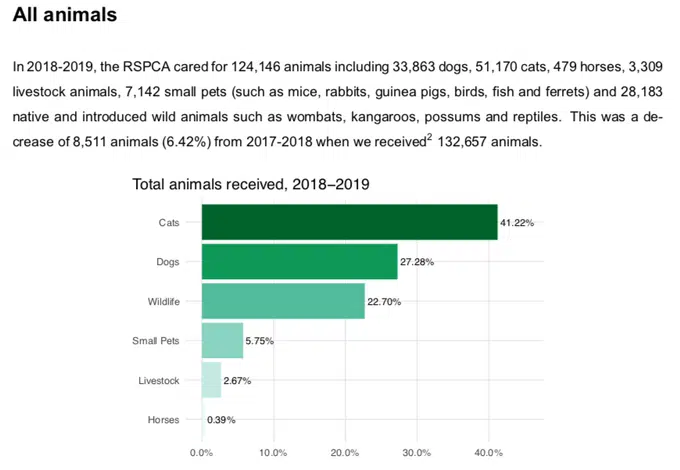 All animals
In 2018-2019, the RSPCA cared for 124,146 animals including 33,863 dogs, 51,170 cats, 479 horses, 3,309
livestock animals, 7,142 small pets (such as mice, rabbits, guinea pigs, birds, fish and ferrets) and 28,183
native and introduced wild animals such as wombats, kangaroos, possums and reptiles. This was a de-
crease of 8,511 animals (6.42%) from 2017-2018 when we received² 132,657 animals.
Total animals received, 2018–2019
Cats 41.22%
Dogs 27.28%
Wildlife 22.70%
Small Pets 5.75%
Livestock 2.67%
Horses 0.39%
0.0% 10.0% 20.0% 30.0% 40.0%